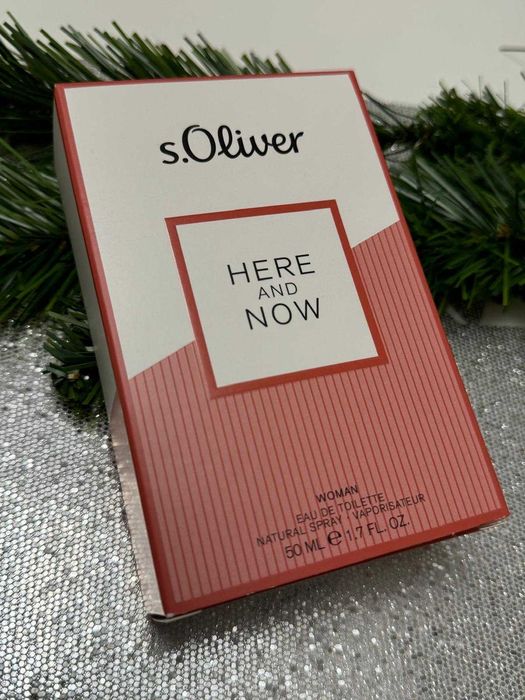 s.Oliver
HERE
AND
NOW
WOMAN
EAU DE TOILETTE
NATURAL SPRAY · VAPORISATEUR
50 ML ℮ 1.7 FL. OZ.